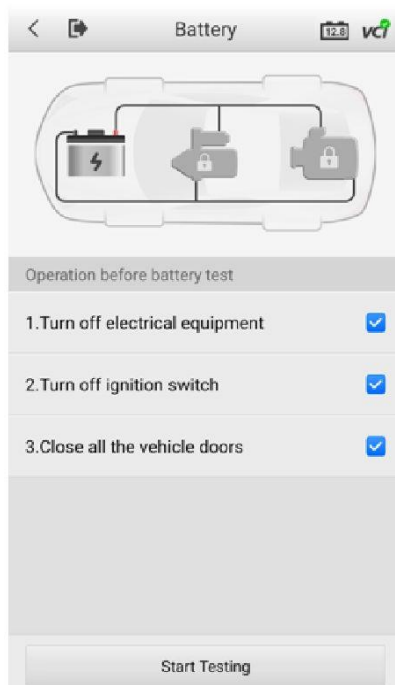 Battery
12.8
VCI
Operation before battery test
1.Turn off electrical equipment
2.Turn off ignition switch
3.Close all the vehicle doors
Start Testing